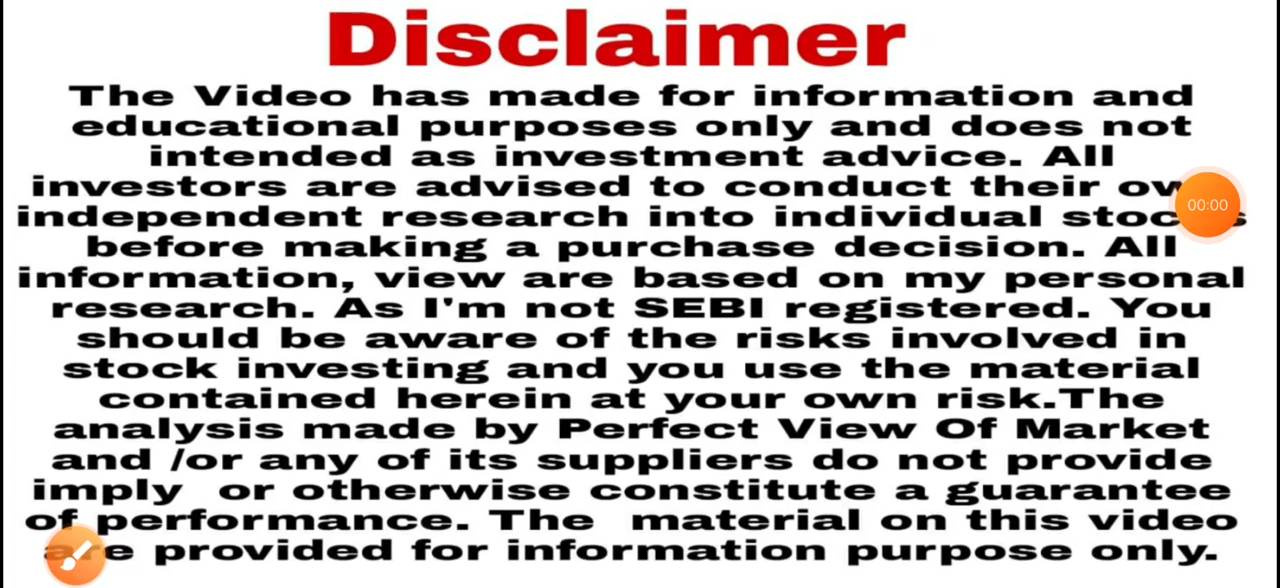 Disclaimer
The Video has made for information and
educational purposes only and does not
intended as investment advice. All
investors are advised to conduct their
independent research into individual
before making a purchase decision. All
information, view are based on my personal
research. As I'm not SEBI registered. You
should be aware of the risks involved in
stock investing and you use the material
contained herein at your own risk.The
analysis made by Perfect View Of Market
and /or any of its suppliers do not provide
imply or otherwise constitute a guarantee
of performance. The material on this video
are provided for information purpose only.
00:00